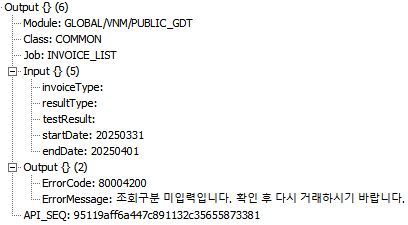 Output {} (6)
Module: GLOBAL/VNM/PUBLIC_GDT
Class: COMMON
Job: INVOICE_LIST
Input {} (5)
invoiceType:
resultType:
testResult:
startDate: 20250331
endDate: 20250401
Output {} (2)
ErrorCode: 80004200
ErrorMessage: 조회구분 미입력입니다. 확인 후 다시 거래하시기 바랍니다.
API_SEQ: 95119aff6a447c891132c35655873381